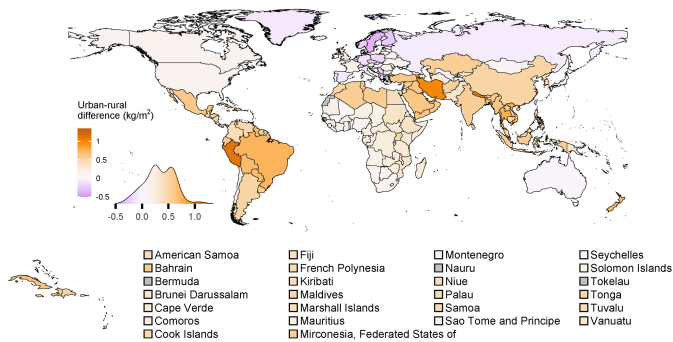 Urban-rural
difference (kg/m²)
1.0
0.5
0.0
-0.5
-0.5 0.0 0.5 1.0
American Samoa Fiji Montenegro Seychelles
Bahrain French Polynesia Nauru Solomon Islands
Bermuda Kiribati Niue Tokelau
Brunei Darussalam Maldives Palau Tonga
Cape Verde Marshall Islands Samoa Tuvalu
Comoros Mauritius Sao Tome and Principe Vanuatu
Cook Islands Mirconesia, Federated States of